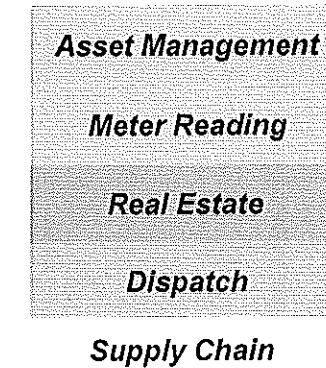 Asset Management
Meter Reading
Real Estate
Dispatch
Supply Chain